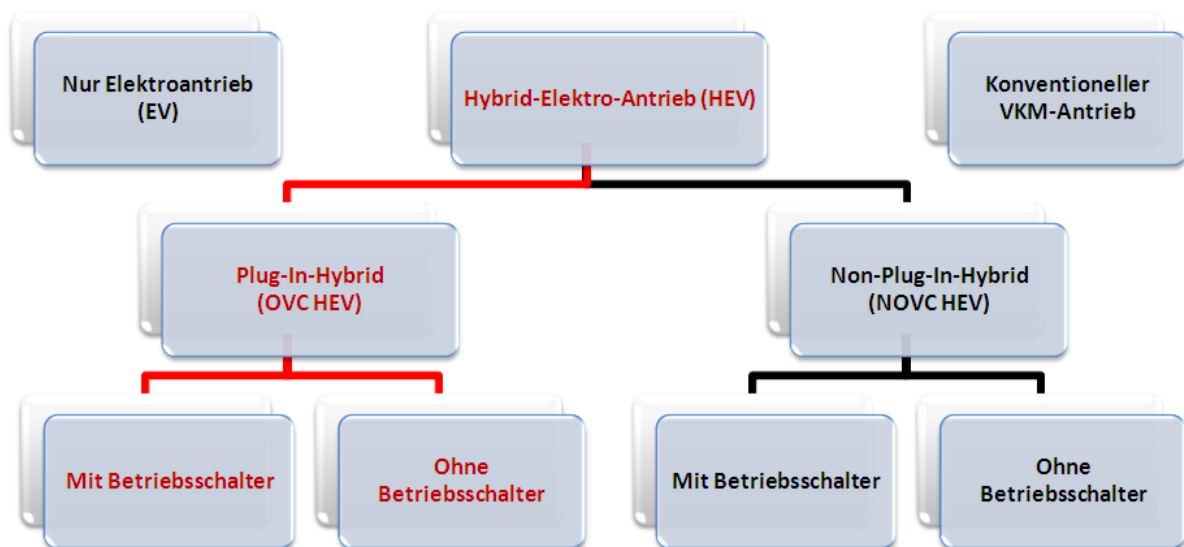 Nur Elektroantrieb
(EV)
Hybrid-Elektro-Antrieb (HEV)
Konventioneller
VKM-Antrieb
Plug-In-Hybrid
(OVC HEV)
Non-Plug-In-Hybrid
(NOVC HEV)
Mit Betriebsschalter
Ohne
Betriebsschalter
Mit Betriebsschalter
Ohne
Betriebsschalter